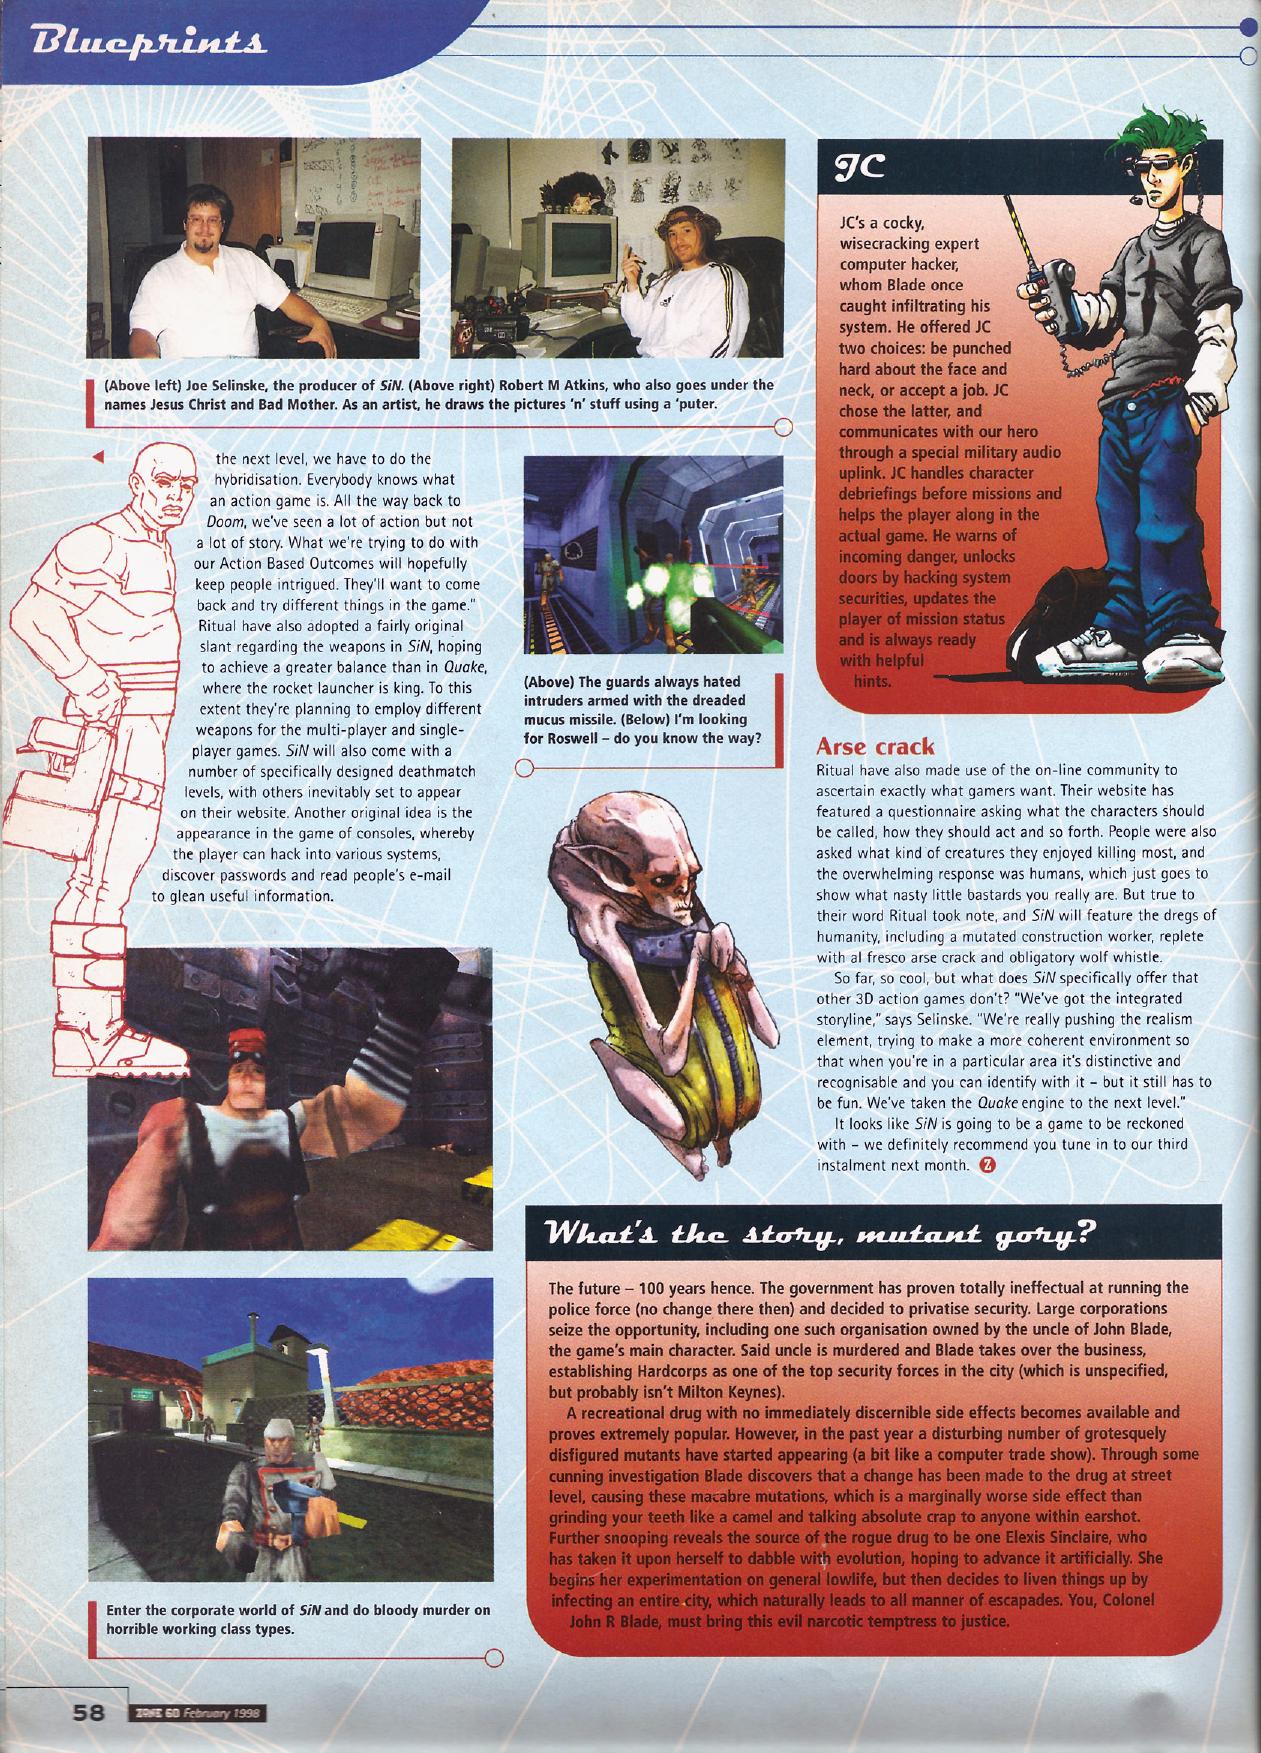 Blueprints
(Above left) Joe Selinske, the producer of SiN. (Above right) Robert M Atkins, who also goes under the
names Jesus Christ and Bad Mother. As an artist, he draws the pictures 'n' stuff using a 'puter.
the next level, we have to do the
hybridisation. Everybody knows what
an action game is. All the way back to
Doom, we've seen a lot of action but not
a lot of story. What we're trying to do with
our Action Based Outcomes will hopefully
keep people intrigued. They'll want to come
back and try different things in the game."
Ritual have also adopted a fairly original
slant regarding the weapons in SiN, hoping
to achieve a greater balance than in Quake,
where the rocket launcher is king. To this
extent they're planning to employ different
weapons for the multi-player and single-
player games. SiN will also come with a
number of specifically designed deathmatch
levels, with others inevitably set to appear
on their website. Another original idea is the
appearance in the game of consoles, whereby
the player can hack into various systems,
discover passwords and read people's e-mail
to glean useful information.
Enter the corporate world of SiN and do bloody murder on
horrible working class types.
(Above) The guards always hated
intruders armed with the dreaded
mucus missile. (Below) I'm looking
for Roswell – do you know the way?
JC
JC's a cocky,
wisecracking expert
computer hacker,
whom Blade once
caught infiltrating his
system. He offered JC
two choices: be punched
hard about the face and
neck, or accept a job. JC
chose the latter, and
communicates with our hero
through a special military audio
uplink. JC handles character
debriefings before missions and
helps the player along in the
actual game. He warns of
incoming danger, unlocks
doors by hacking system
securities, updates the
player of mission status
and is always ready
with helpful
hints.
Arse crack
Ritual have also made use of the on-line community to
ascertain exactly what gamers want. Their website has
featured a questionnaire asking what the characters should
be called, how they should act and so forth. People were also
asked what kind of creatures they enjoyed killing most, and
the overwhelming response was humans, which just goes to
show what nasty little bastards you really are. But true to
their word Ritual took note, and SiN will feature the dregs of
humanity, including a mutated construction worker, replete
with al fresco arse crack and obligatory wolf whistle.
So far, so cool, but what does SiN specifically offer that
other 3D action games don't? "We've got the integrated
storyline," says Selinske. "We're really pushing the realism
element, trying to make a more coherent environment so
that when you're in a particular area it's distinctive and
recognisable and you can identify with it – but it still has to
be fun. We've taken the Quake engine to the next level."
It looks like SiN is going to be a game to be reckoned
with – we definitely recommend you tune in to our third
instalment next month. Z
What's the story, mutant gory?
The future – 100 years hence. The government has proven totally ineffectual at running the
police force (no change there then) and decided to privatise security. Large corporations
seize the opportunity, including one such organisation owned by the uncle of John Blade,
the game's main character. Said uncle is murdered and Blade takes over the business,
establishing Hardcorps as one of the top security forces in the city (which is unspecified,
but probably isn't Milton Keynes).
A recreational drug with no immediately discernible side effects becomes available and
proves extremely popular. However, in the past year a disturbing number of grotesquely
disfigured mutants have started appearing (a bit like a computer trade show). Through some
cunning investigation Blade discovers that a change has been made to the drug at street
level, causing these macabre mutations, which is a marginally worse side effect than
grinding your teeth like a camel and talking absolute crap to anyone within earshot.
Further snooping reveals the source of the rogue drug to be one Elexis Sinclaire, who
has taken it upon herself to dabble with evolution, hoping to advance it artificially. She
begins her experimentation on general lowlife, but then decides to liven things up by
infecting an entire city, which naturally leads to all manner of escapades. You, Colonel
John R Blade, must bring this evil narcotic temptress to justice.
58 ZONE GO February 1998